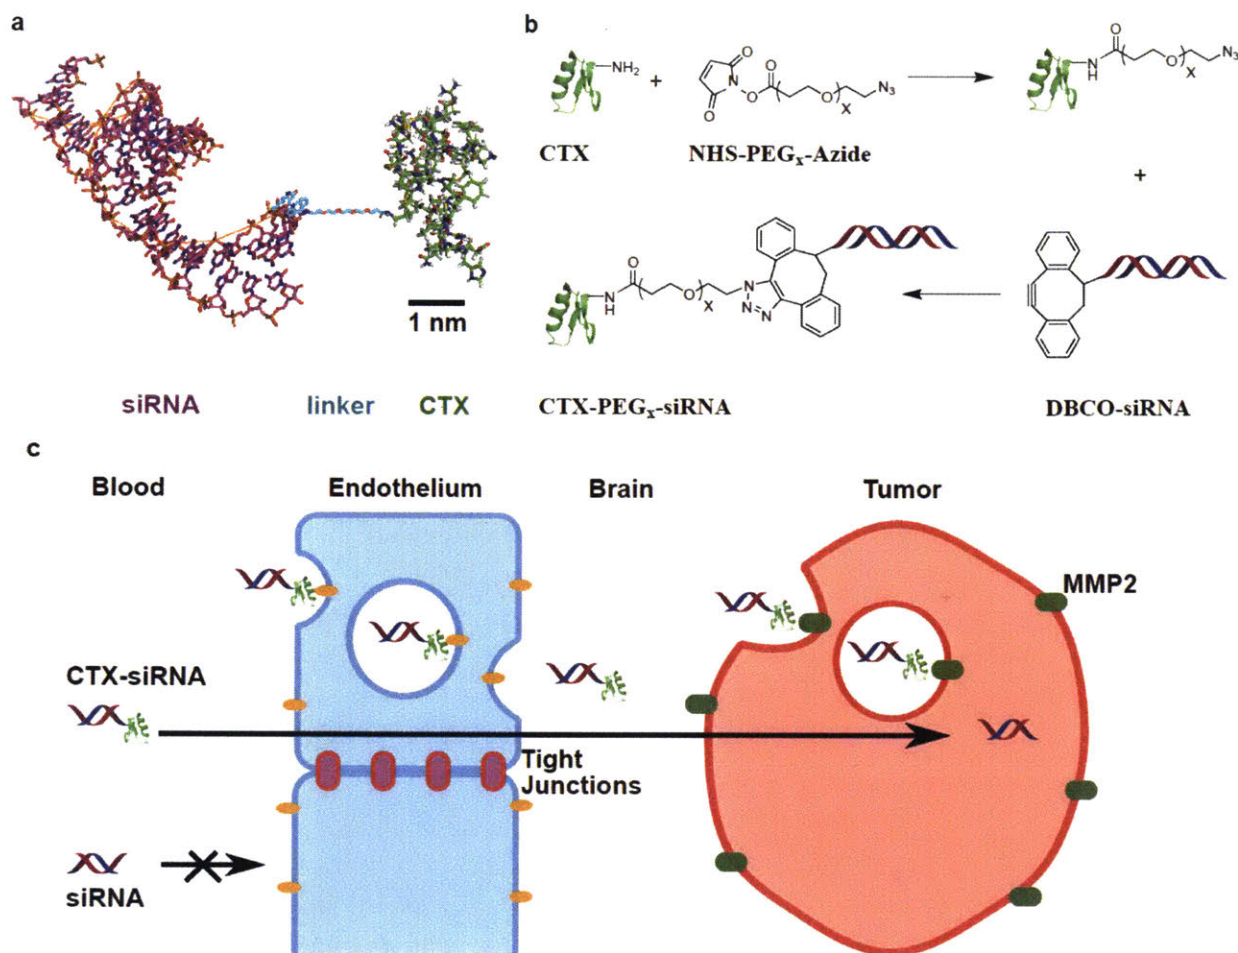 a
siRNA
linker
CTX
1 nm
b
NH₂
+
O
N
O
O
O
O
X
N₃
O
N
H
O
X
N₃
CTX
NHS-PEGₓ-Azide
+
O
N
H
O
X
N
N
N
CTX-PEGₓ-siRNA
DBCO-siRNA
c
Blood
Endothelium
Brain
Tumor
MMP2
CTX-siRNA
Tight
Junctions
siRNA